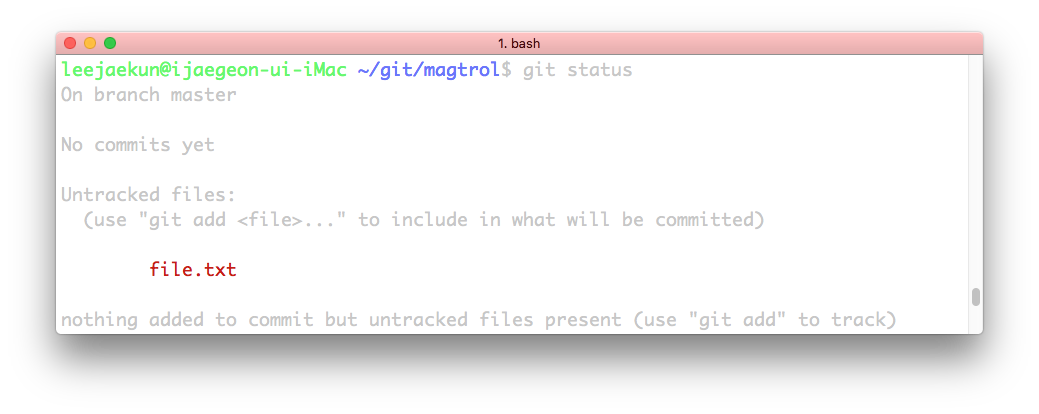 1. bash
leejaekun@ijaegeon-ui-iMac ~/git/magtrol$ git status
On branch master
No commits yet
Untracked files:
(use "git add <file>..." to include in what will be committed)
file.txt
nothing added to commit but untracked files present (use "git add" to track)